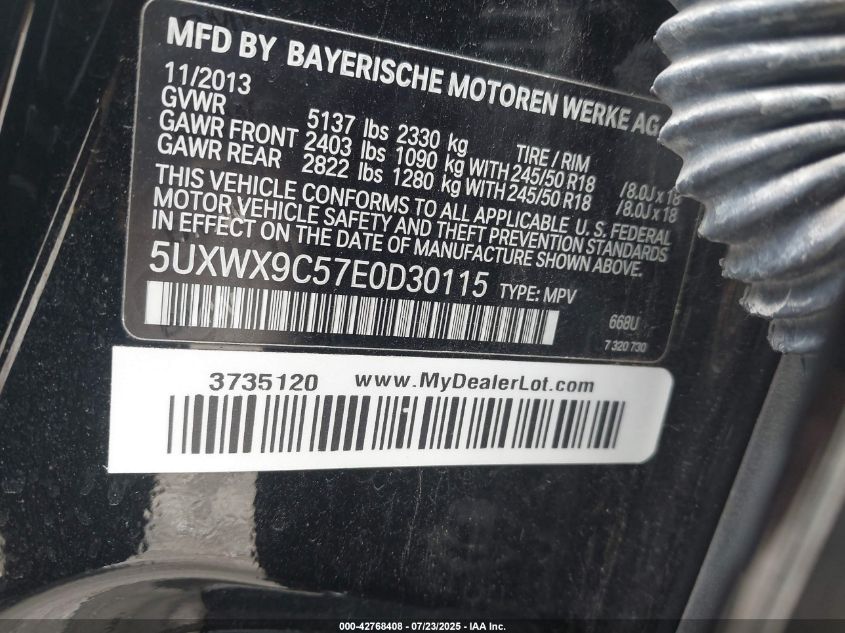 MFD BY BAYERISCHE MOTOREN WERKE AG
11/2013
GVWR 5137 lbs 2330 kg TIRE / RIM
GAWR FRONT 2403 lbs 1090 kg WITH 245/50 R18 /8.0J x 18
GAWR REAR 2822 lbs 1280 kg WITH 245/50 R18 /8.0J x 18
THIS VEHICLE CONFORMS TO ALL APPLICABLE U. S. FEDERAL
MOTOR VEHICLE SAFETY AND THEFT PREVENTION STANDARDS
IN EFFECT ON THE DATE OF MANUFACTURE SHOWN ABOVE.
5UXWX9C57E0D30115 TYPE: MPV
668U
7 320 730
3735120 www.MyDealerLot.com
000-42768408 - 07/23/2025 - IAA Inc.